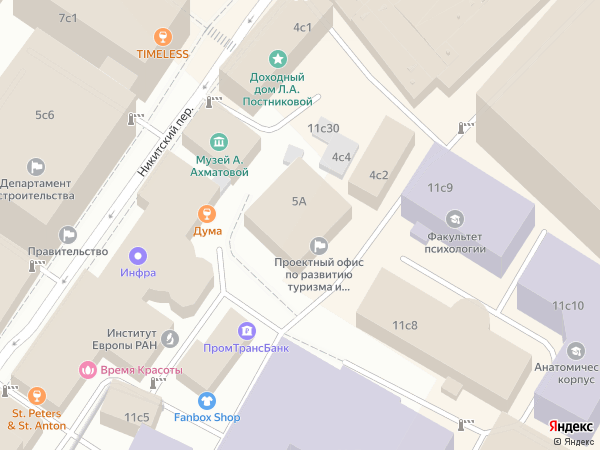 7с1
4с1
TIMELESS
Доходный
дом Л.А.
Постниковой
5с6
Никитский пер.
11с30
Музей А.
Ахматовой
4с4
4с2
11с9
Департамент
строительства
5А
Дума
Факультет
психологии
Правительство
Инфра
Проектный офис
по развитию
туризма и...
11с10
11с8
Институт
Европы РАН
ПромТрансБанк
Анатомичес
корпус
Время Красоты
St. Peters
& St. Anton
11с5
Fanbox Shop
Яндекс
© Яндекс